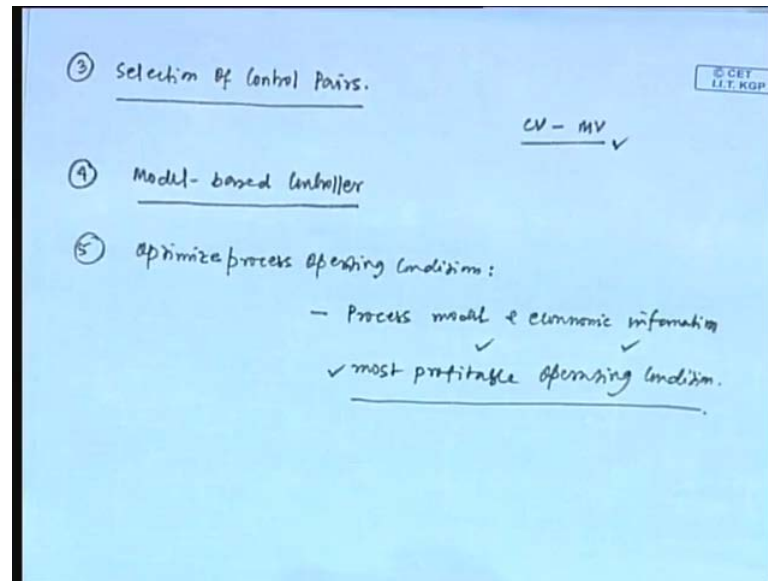 ③ Selection of Control Pairs.
© CET
I.I.T. KGP
CV - MV ✓
④ Model-based Controller
⑤ Optimize process operating Conditions:
- Process model & economic information
✓ ✓
✓ most profitable operating condition.